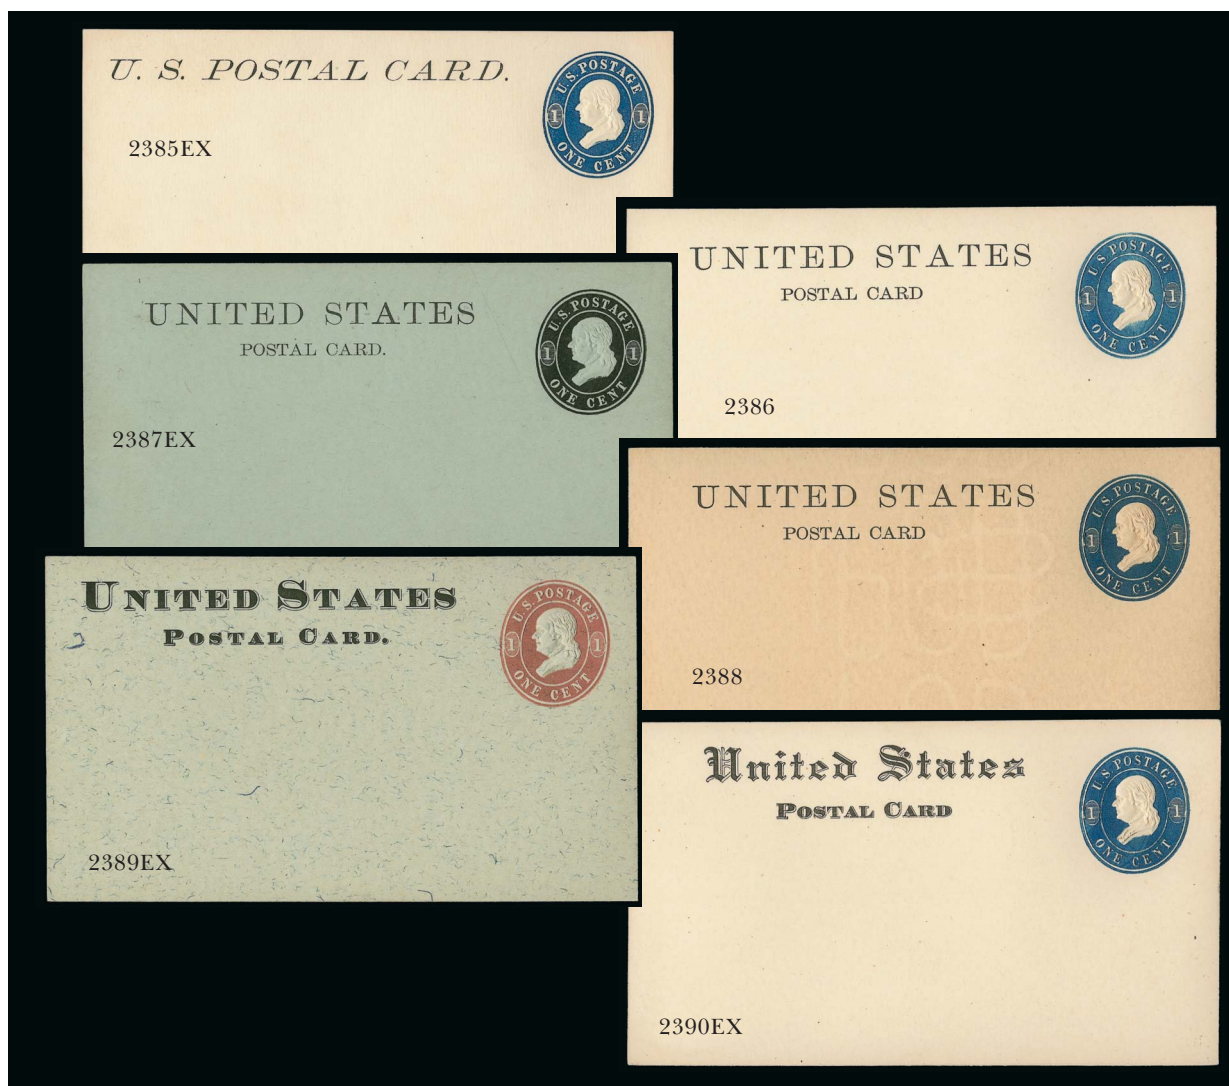 U. S. POSTAL CARD.
U.S. POSTAGE
1 1
ONE CENT
2385EX
UNITED STATES
POSTAL CARD
U.S. POSTAGE
1 1
ONE CENT
2386
UNITED STATES
POSTAL CARD.
U.S. POSTAGE
1 1
ONE CENT
2387EX
UNITED STATES
POSTAL CARD
U.S. POSTAGE
1 1
ONE CENT
2388
UNITED STATES
POSTAL CARD.
U.S. POSTAGE
1 1
ONE CENT
2389EX
United States
POSTAL CARD
U.S. POSTAGE
1 1
ONE CENT
2390EX